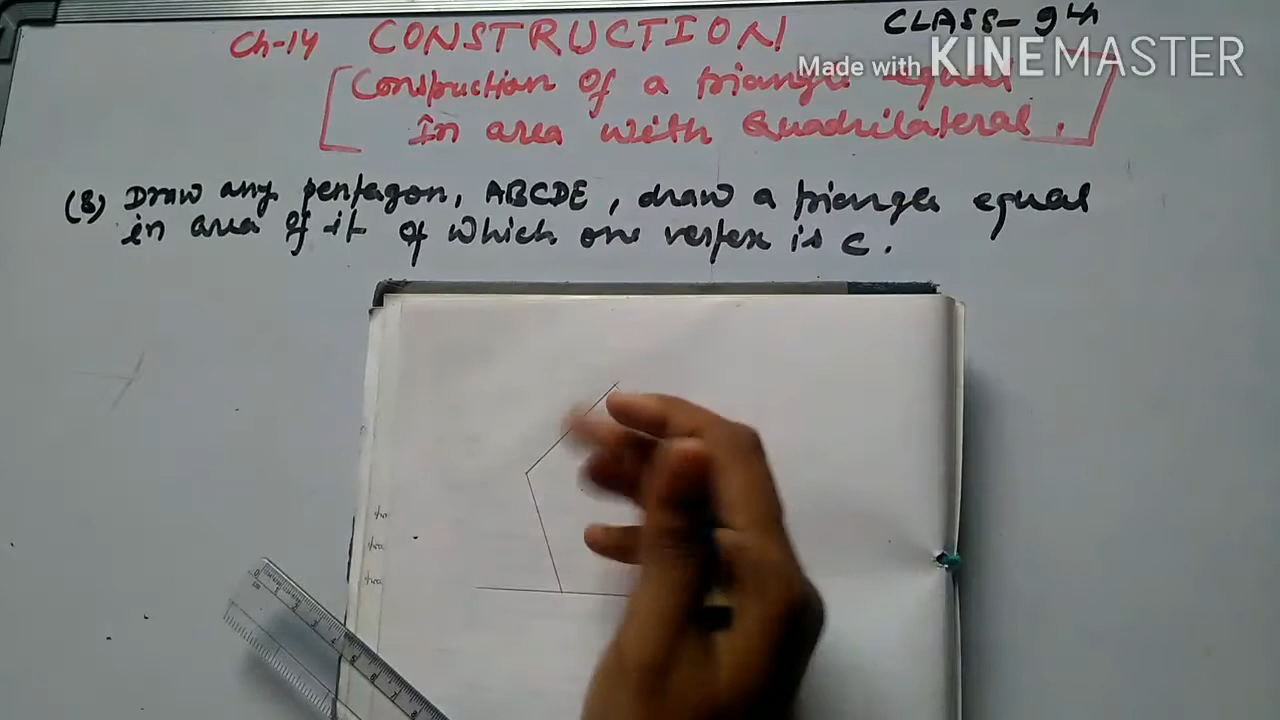 Ch-14 CONSTRUCTION CLASS-9th
Made with KINEMASTER
[Construction of a triangle equal
In area with Quadrilateral.]
(8) Draw any pentagon, ABCDE, draw a triangle equal
in area of it of which one vertex is C.